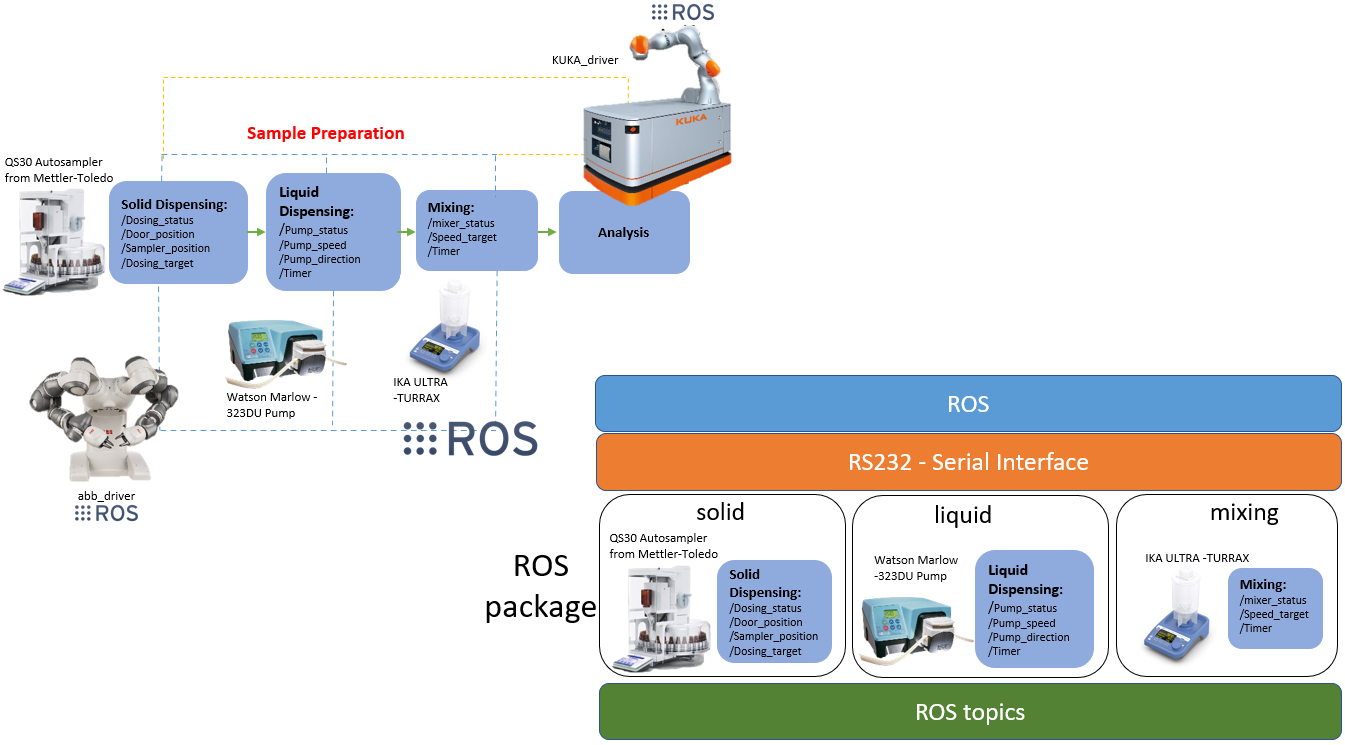 ROS
KUKA_driver
KUKA
Sample Preparation
QS30 Autosampler
from Mettler-Toledo
Solid Dispensing:
/Dosing_status
/Door_position
/Sampler_position
/Dosing_target
Liquid
Dispensing:
/Pump_status
/Pump_speed
/Pump_direction
/Timer
Mixing:
/mixer_status
/Speed_target
/Timer
Analysis
Watson Marlow -
323DU Pump
IKA ULTRA
-TURRAX
ROS
abb_driver
ROS
ROS
RS232 - Serial Interface
ROS
package
solid
QS30 Autosampler
from Mettler-Toledo
Solid
Dispensing:
/Dosing_status
/Door_position
/Sampler_position
/Dosing_target
liquid
Watson Marlow
-323DU Pump
Liquid
Dispensing:
/Pump_status
/Pump_speed
/Pump_direction
/Timer
mixing
IKA ULTRA -TURRAX
Mixing:
/mixer_status
/Speed_target
/Timer
ROS topics